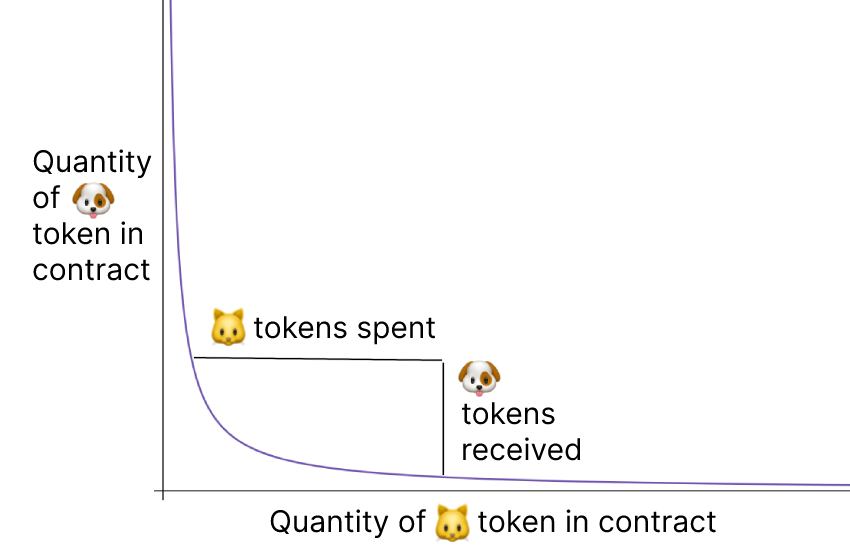 Quantity
of 🐶
token in
contract
🐱 tokens spent
🐶
tokens
received
Quantity of 🐱 token in contract